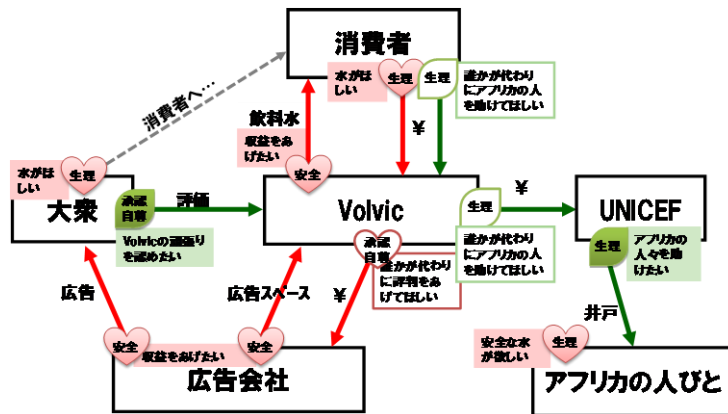 消費者
水がほ
しい
生理
生理
誰かが代わり
にアフリカの人
を助けてほしい
消費者へ…
飲料水
収益をあ
げたい
¥
安全
水がほ
しい
生理
大衆
承認
自尊
評価
Volvicの頑張り
を認めたい
Volvic
生理
¥
誰かが代わり
にアフリカの人
を助けてほしい
承認
自尊
誰かが代わり
に評判をあ
げてほしい
UNICEF
生理
アフリカの
人々を助
けたい
広告
広告スペース
¥
井戸
安全
収益をあげたい
安全
広告会社
安全な水
が欲しい
生理
アフリカの人びと